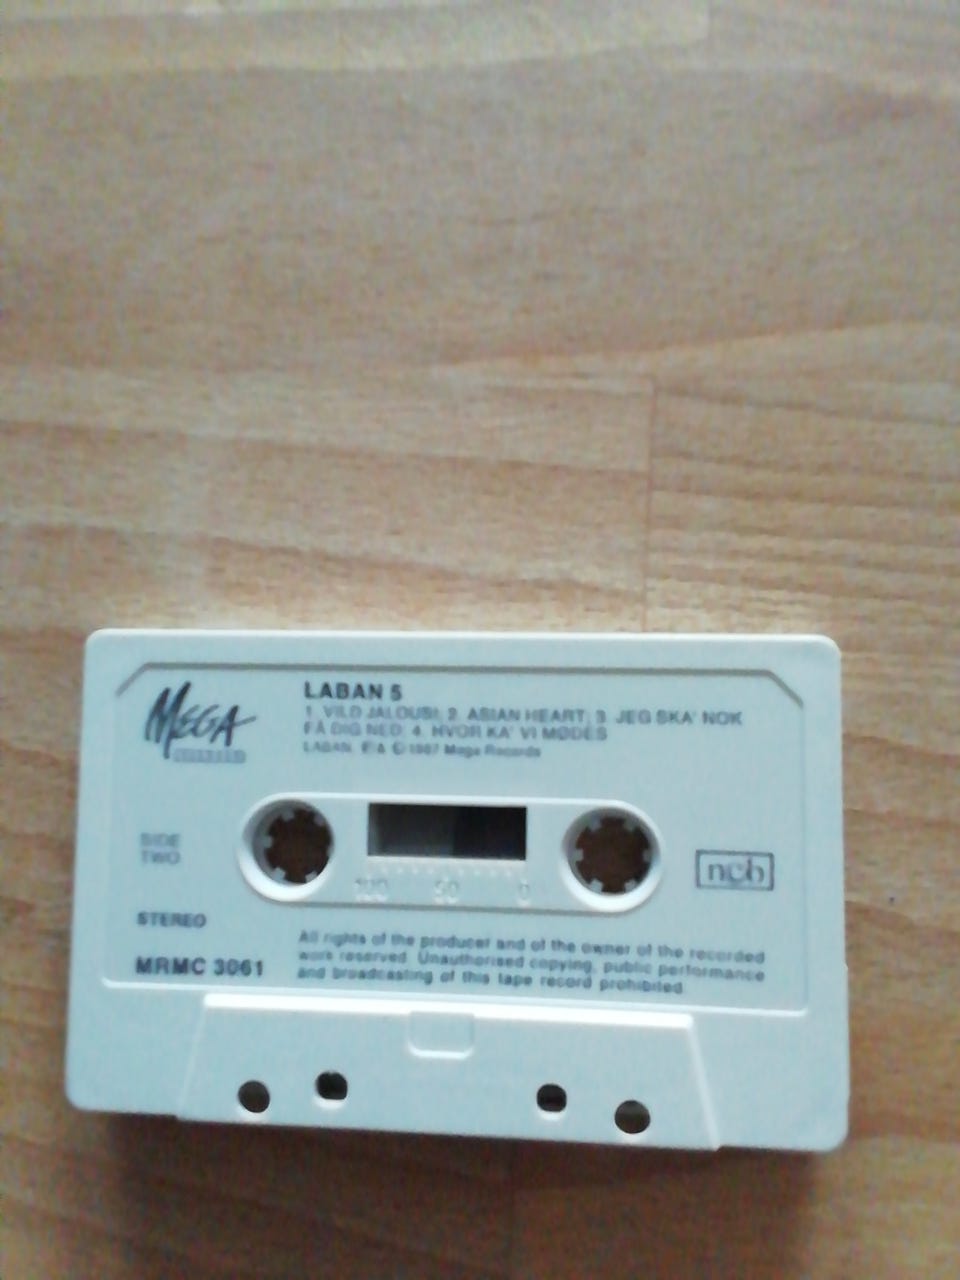 MEGA
RECORDS
LABAN 5
1. VILD JALOUSI; 2. ASIAN HEART; 3. JEG SKA' NOK
FÅ DIG NED; 4. HVOR KA' VI MØDES
LABAN. ℗ & © 1987 Mega Records
SIDE
TWO
100 50 0
ncb
STEREO
MRMC 3061
All rights of the producer and of the owner of the recorded
work reserved. Unauthorised copying, public performance
and broadcasting of this tape record prohibited.